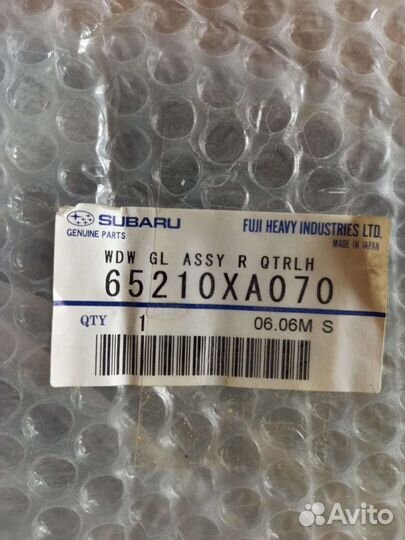 SUBARU
GENUINE PARTS
FUJI HEAVY INDUSTRIES LTD.
MADE IN JAPAN
WDW GL ASSY R QTRLH
65210XA070
QTY 1 06.06M S
Avito